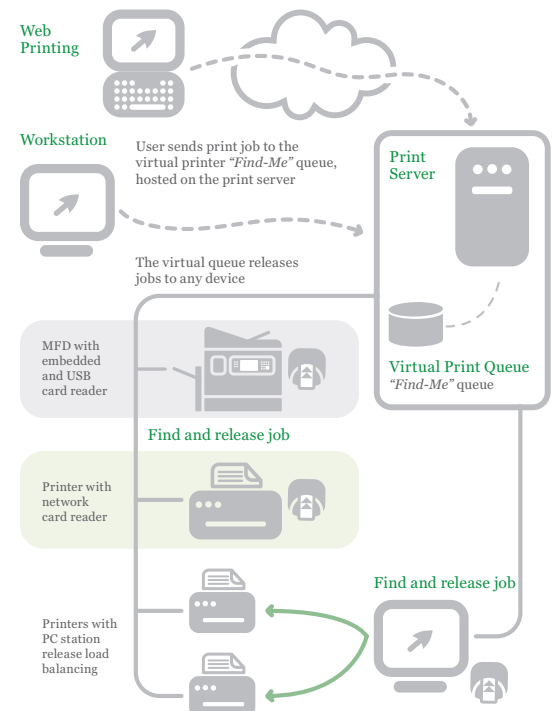 Web
Printing
Workstation
User sends print job to the
virtual printer “Find-Me” queue,
hosted on the print server
Print
Server
The virtual queue releases
jobs to any device
Virtual Print Queue
“Find-Me” queue
MFD with
embedded
and USB
card reader
Find and release job
Printer with
network
card reader
Find and release job
Printers with
PC station
release load
balancing